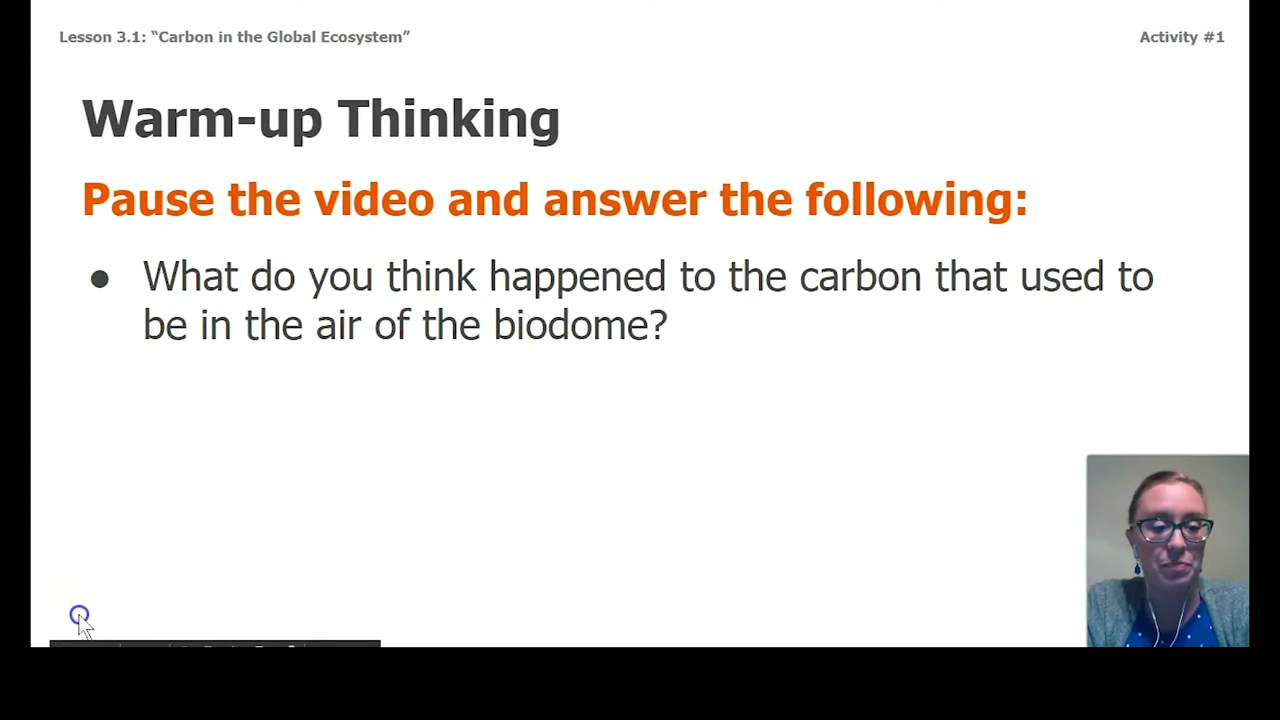 Lesson 3.1: “Carbon in the Global Ecosystem”
Activity #1
Warm-up Thinking
Pause the video and answer the following:
● What do you think happened to the carbon that used to
be in the air of the biodome?